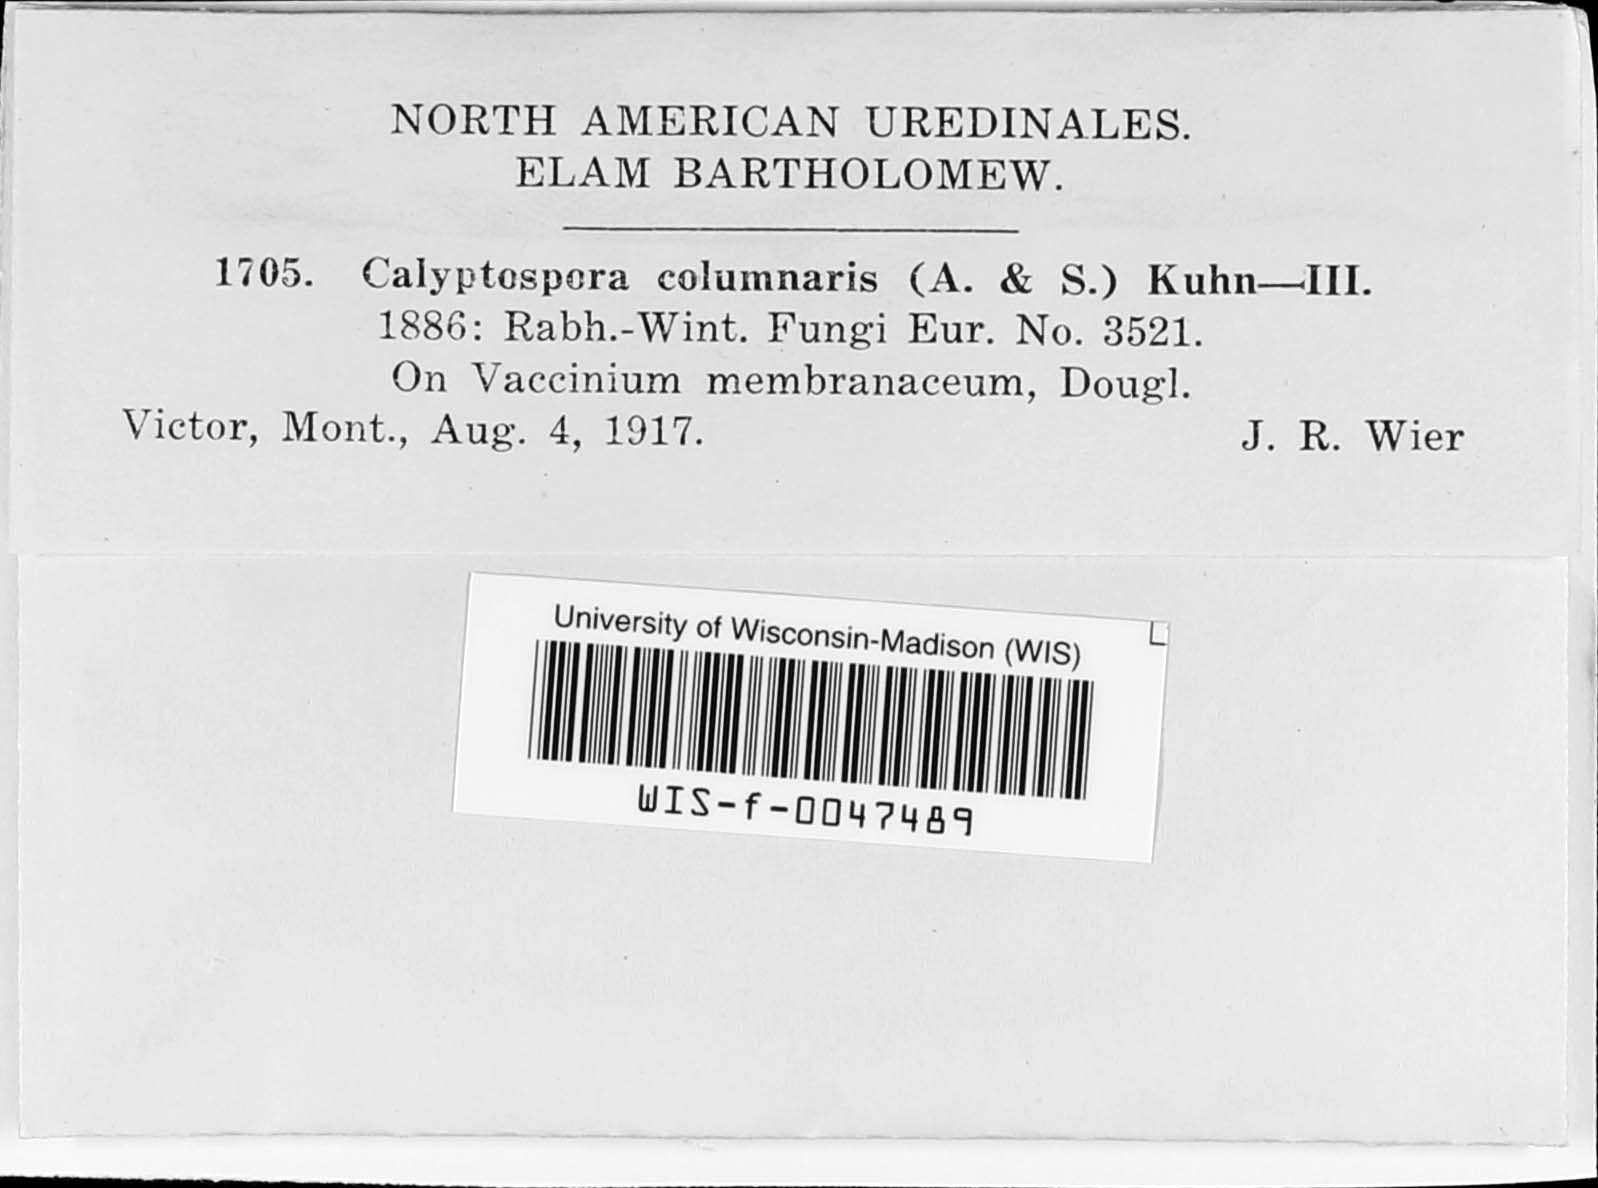 NORTH AMERICAN UREDINALES.
ELAM BARTHOLOMEW.
1705. Calyptospora columnaris (A. & S.) Kuhn—III.
1886: Rabh.-Wint. Fungi Eur. No. 3521.
On Vaccinium membranaceum, Dougl.
Victor, Mont., Aug. 4, 1917. J. R. Wier
University of Wisconsin-Madison (WIS)
WIS-f-0047489